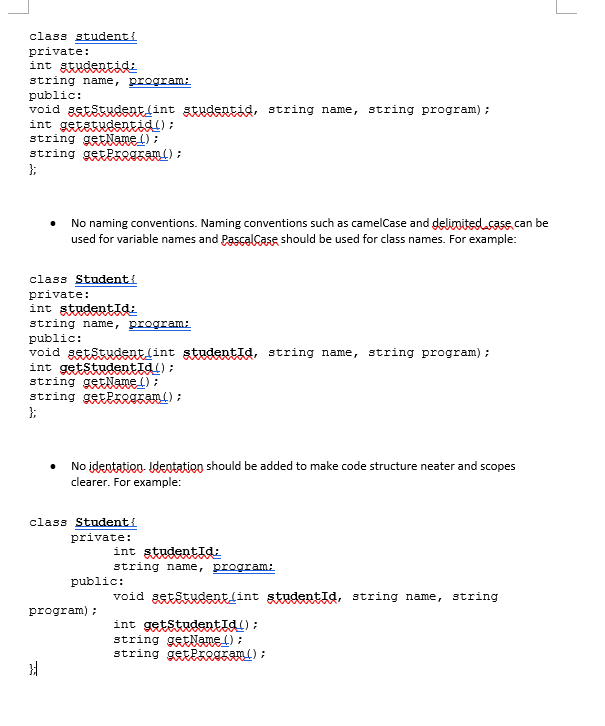 class student{
private:
int studentid;
string name, program;
public:
void setStudent(int studentid, string name, string program);
int getstudentid();
string getName();
string getProgram();
};
• No naming conventions. Naming conventions such as camelCase and delimited_case can be
used for variable names and PascalCase should be used for class names. For example:
class Student{
private:
int studentId;
string name, program;
public:
void setStudent(int studentId, string name, string program);
int getStudentId();
string getName();
string getProgram();
};
• No identation. Identation should be added to make code structure neater and scopes
clearer. For example:
class Student{
private:
int studentId;
string name, program;
public:
void setStudent(int studentId, string name, string
program);
int getStudentId();
string getName();
string getProgram();
};